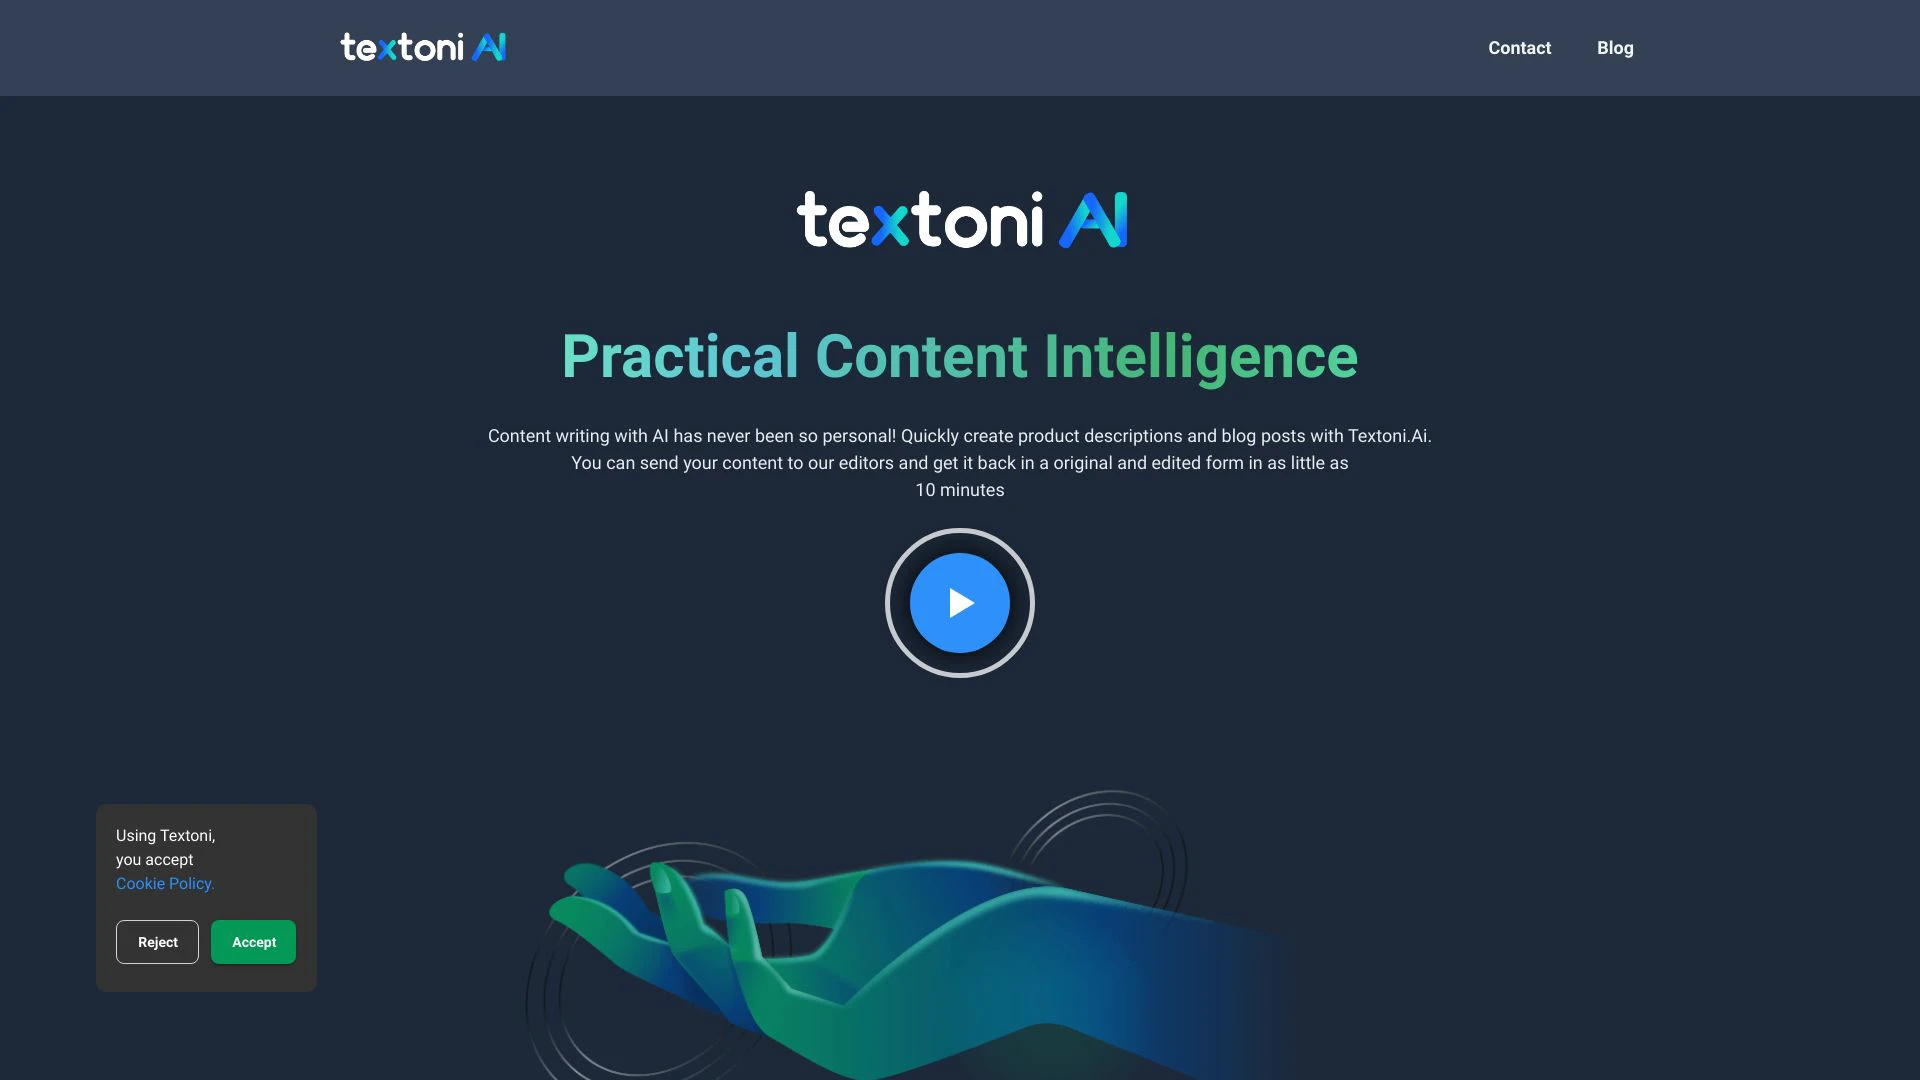 textoni AI
Contact
Blog
textoni AI
Practical Content Intelligence
Content writing with AI has never been so personal! Quickly create product descriptions and blog posts with Textoni.Ai.
You can send your content to our editors and get it back in a original and edited form in as little as
10 minutes
Using Textoni,
you accept
Cookie Policy.
Reject
Accept